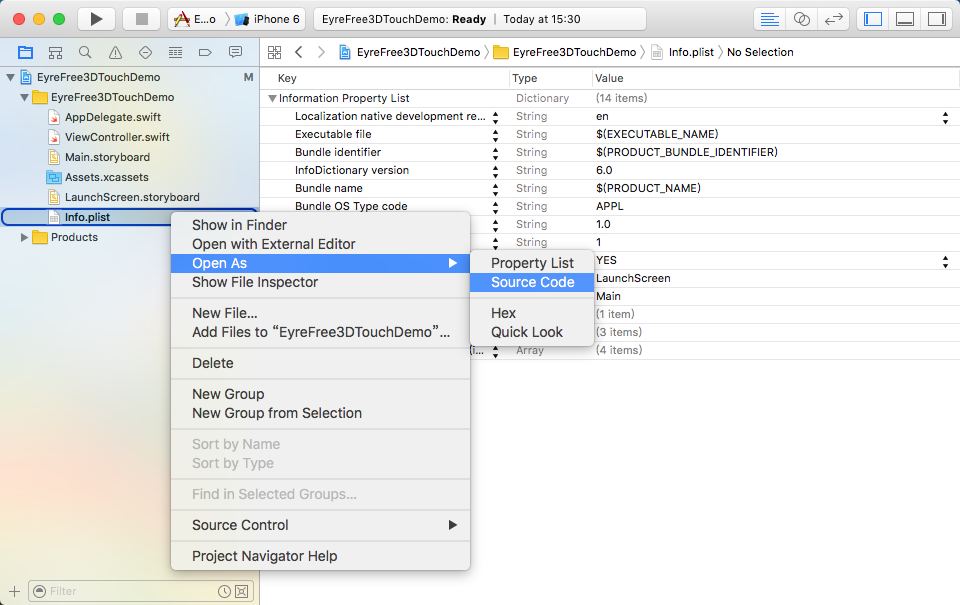 E...o iPhone 6 EyreFree3DTouchDemo: Ready | Today at 15:30
EyreFree3DTouchDemo EyreFree3DTouchDemo Info.plist No Selection
EyreFree3DTouchDemo M
EyreFree3DTouchDemo
AppDelegate.swift
ViewController.swift
Main.storyboard
Assets.xcassets
LaunchScreen.storyboard
Info.plist
Products
Filter
Key Type Value
Information Property List Dictionary (14 items)
Localization native development re... String en
Executable file String $(EXECUTABLE_NAME)
Bundle identifier String $(PRODUCT_BUNDLE_IDENTIFIER)
InfoDictionary version String 6.0
Bundle name String $(PRODUCT_NAME)
Bundle OS Type code String APPL
String 1.0
String 1
YES
LaunchScreen
Main
(1 item)
(3 items)
(i... Array (4 items)
Show in Finder
Open with External Editor
Open As
Show File Inspector
New File...
Add Files to “EyreFree3DTouchDemo”...
Delete
New Group
New Group from Selection
Sort by Name
Sort by Type
Find in Selected Groups...
Source Control
Project Navigator Help
Property List
Source Code
Hex
Quick Look